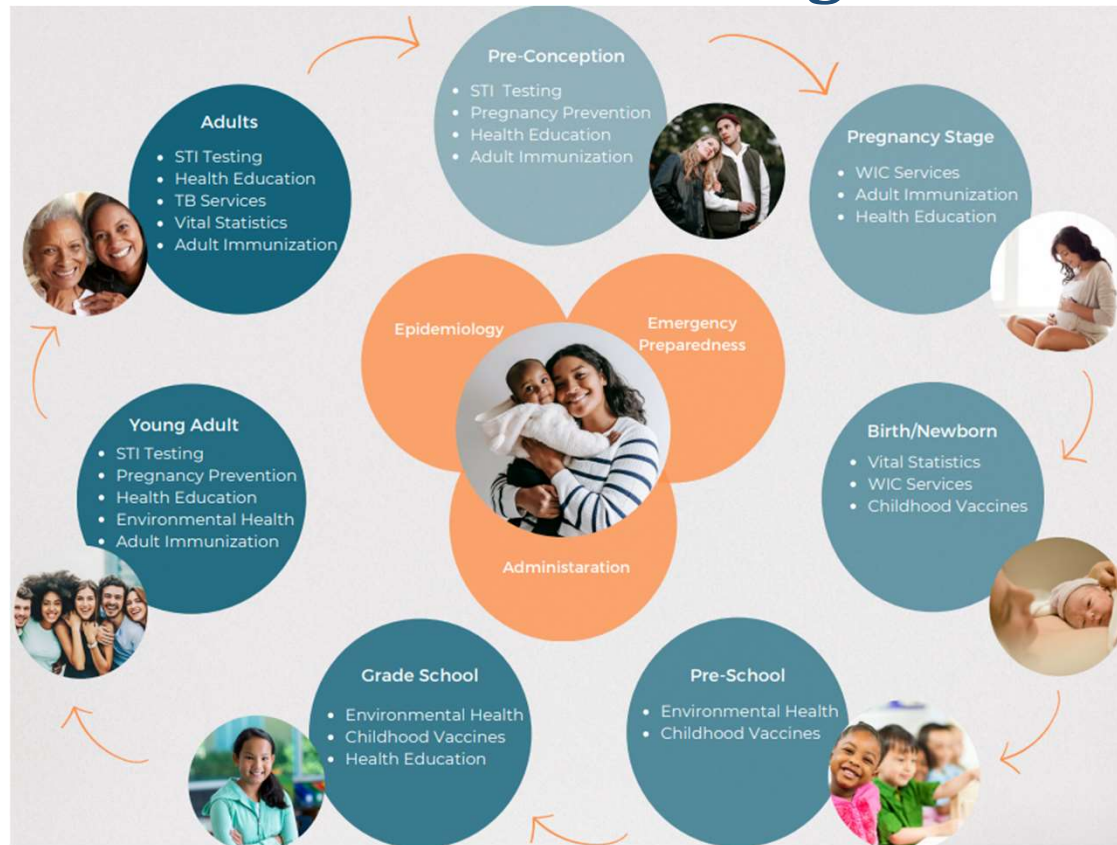 Pre-Conception
• STI Testing
• Pregnancy Prevention
• Health Education
• Adult Immunization
Pregnancy Stage
• WIC Services
• Adult Immunization
• Health Education
Birth/Newborn
• Vital Statistics
• WIC Services
• Childhood Vaccines
Pre-School
• Environmental Health
• Childhood Vaccines
Grade School
• Environmental Health
• Childhood Vaccines
• Health Education
Young Adult
• STI Testing
• Pregnancy Prevention
• Health Education
• Environmental Health
• Adult Immunization
Adults
• STI Testing
• Health Education
• TB Services
• Vital Statistics
• Adult Immunization
Epidemiology
Emergency
Preparedness
Administaration